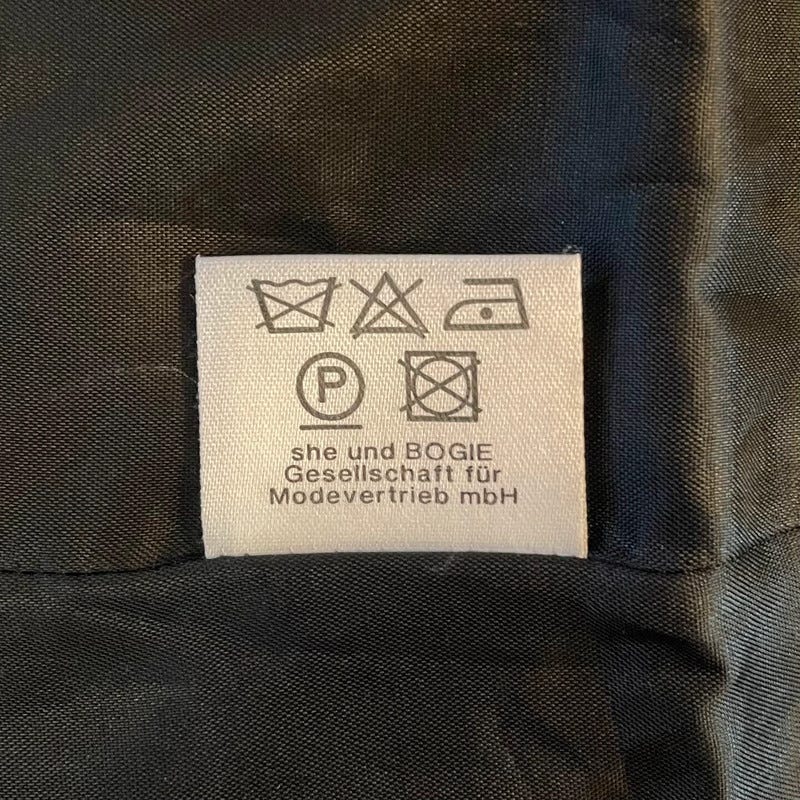 P
she und BOGIE
Gesellschaft für
Modevertrieb mbH